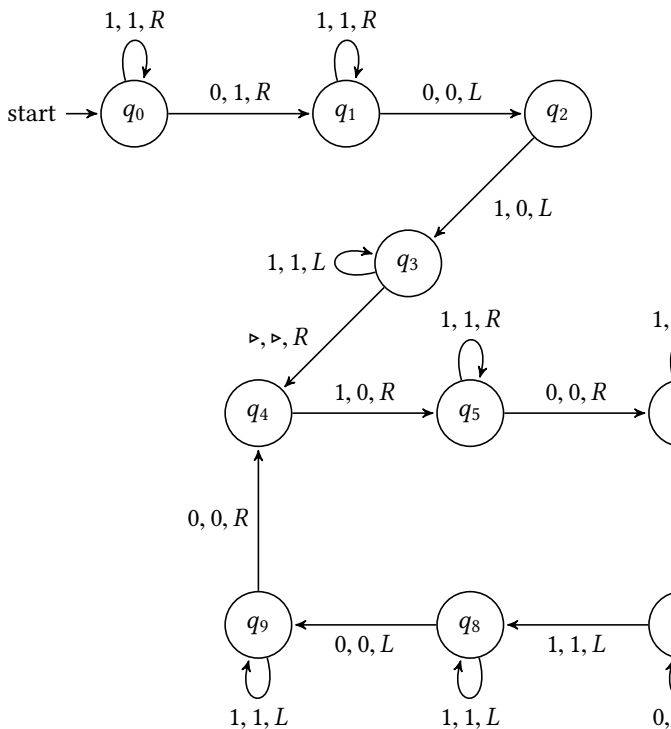 1, 1, R 1, 1, R
start q0 0, 1, R q1 0, 0, L q2
1, 0, L
1, 1, L q3
▹, ▹, R 1, 1, R 1,
q4 1, 0, R q5 0, 0, R
0, 0, R
q9 0, 0, L q8 1, 1, L
1, 1, L 1, 1, L 0,